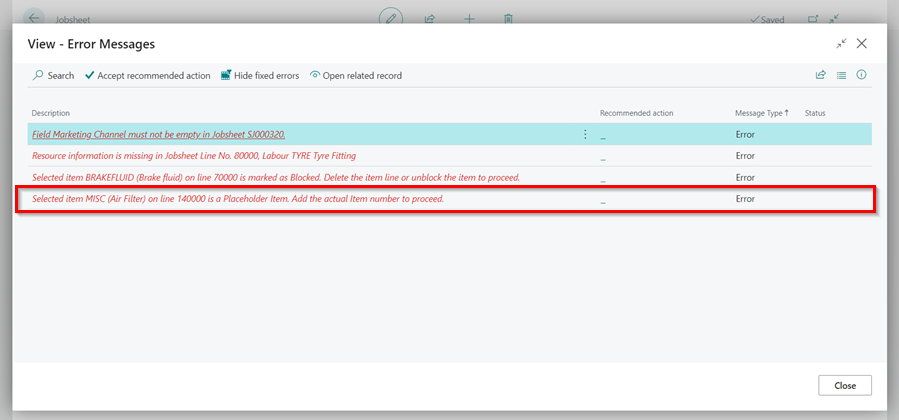 Jobsheet
Saved
View - Error Messages
Search Accept recommended action Hide fixed errors Open related record
Description Recommended action Message Type↑ Status
Field Marketing Channel must not be empty in Jobsheet SJ000320. _ Error
Resource information is missing in Jobsheet Line No. 80000, Labour TYRE Tyre Fitting _ Error
Selected item BRAKEFLUID (Brake fluid) on line 70000 is marked as Blocked. Delete the item line or unblock the item to proceed. _ Error
Selected item MISC (Air Filter) on line 140000 is a Placeholder Item. Add the actual Item number to proceed. _ Error
Close